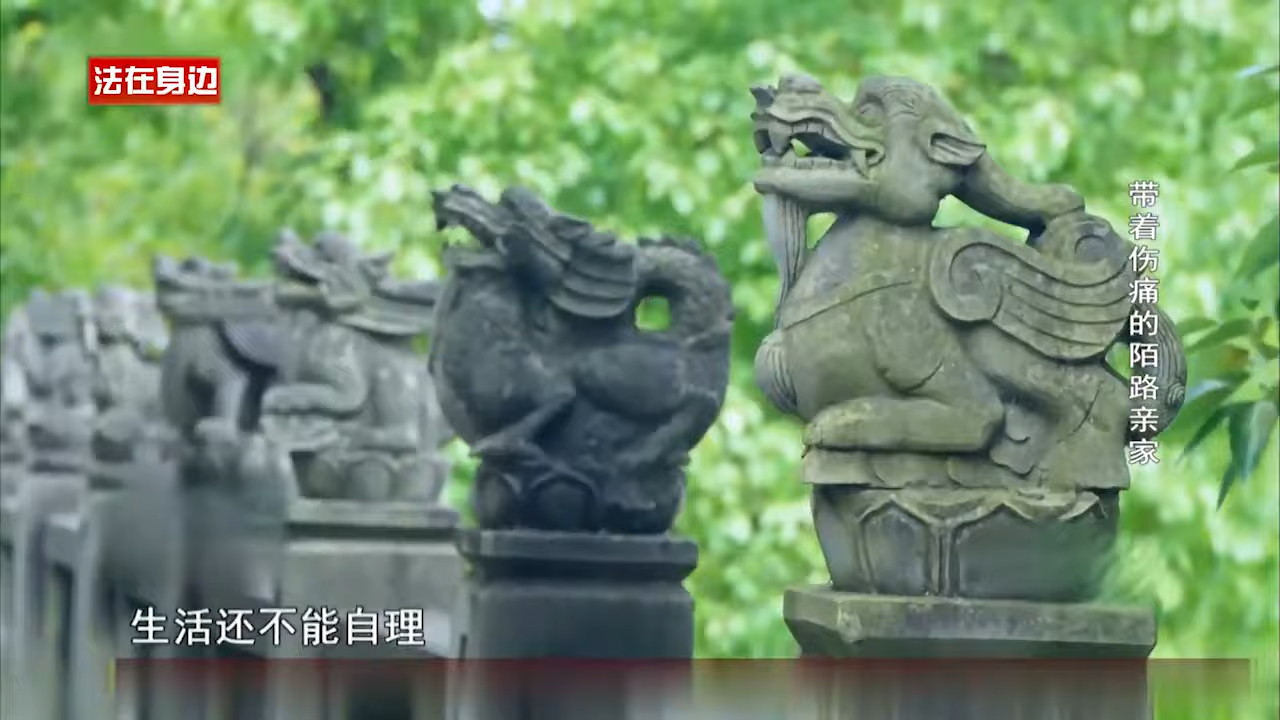 法在身边
带着伤痛的陌路亲家
生活还不能自理